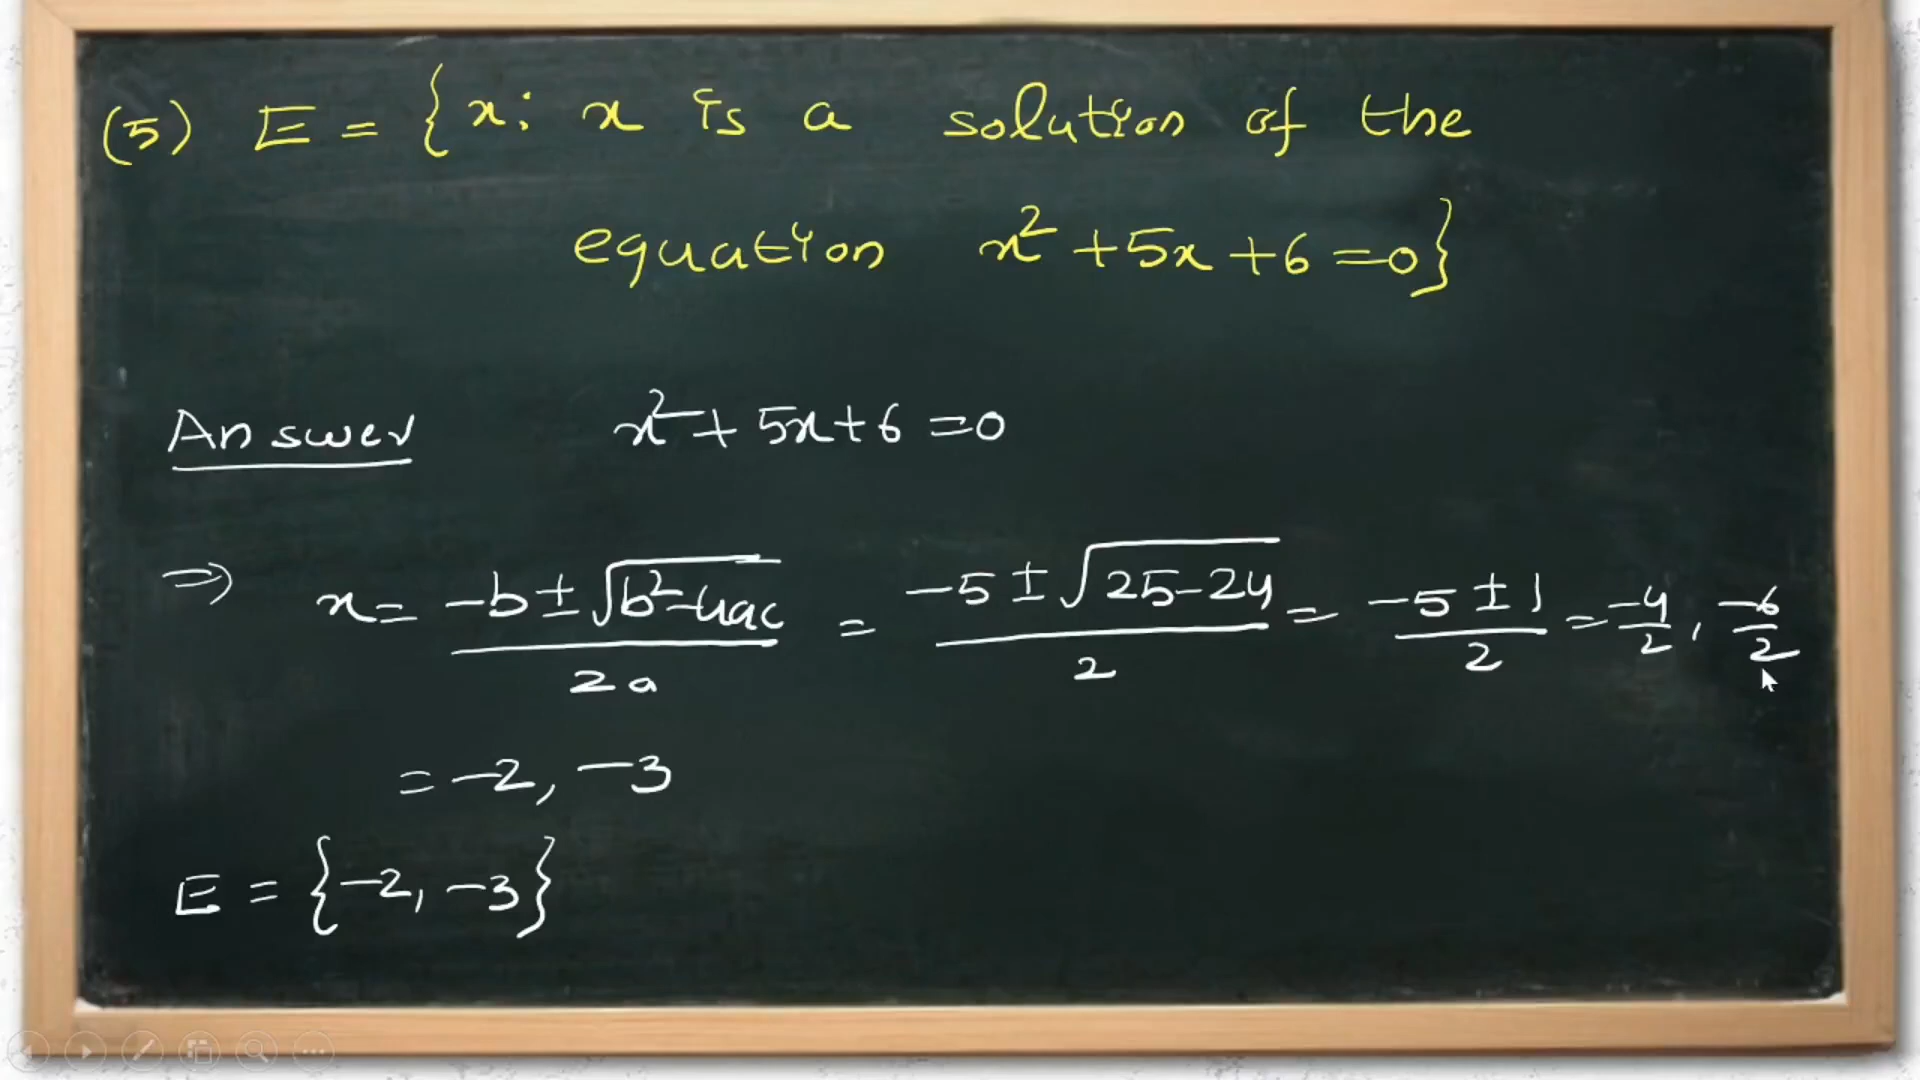 (5) E = {x: x is a solution of the
equation x² + 5x + 6 = 0}
Answer x² + 5x + 6 = 0
⇒ x = (-b ± √(b² - 4ac))/(2a) = (-5 ± √(25 - 24))/2 = (-5 ± 1)/2 = -4/2, -6/2
= -2, -3
E = {-2, -3}